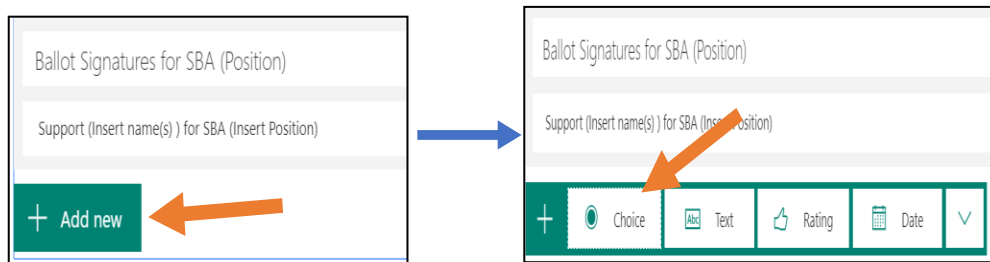 Ballot Signatures for SBA (Position)
Support (Insert name(s) ) for SBA (Insert Position)
+ Add new
Ballot Signatures for SBA (Position)
Support (Insert name(s) ) for SBA (Insert Position)
+ Choice Abc Text Rating Date